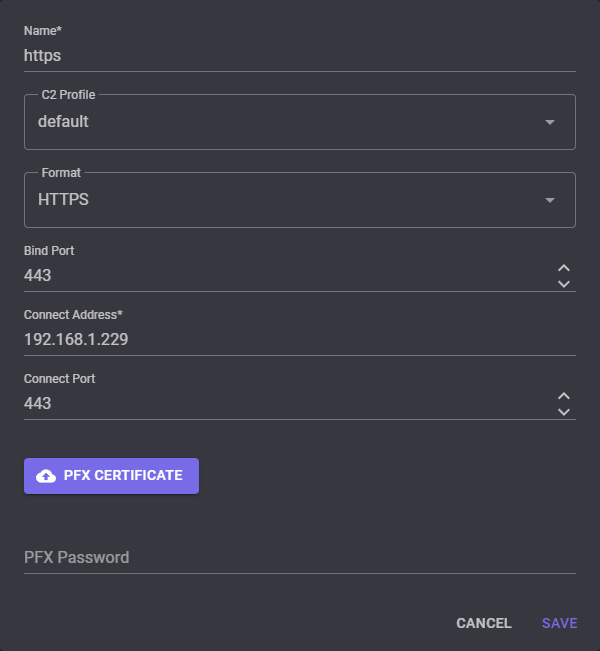 Name*
https
C2 Profile
default
Format
HTTPS
Bind Port
443
Connect Address*
192.168.1.229
Connect Port
443
PFX CERTIFICATE
PFX Password
CANCEL SAVE